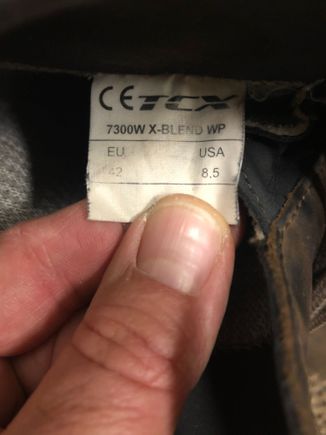 CE TCX
7300W X-BLEND WP
EU USA
42 8,5